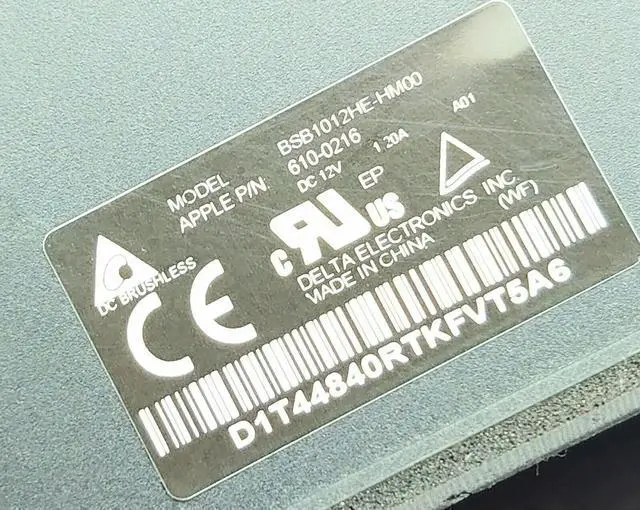 MODEL BSB1012HE-HM00
APPLE P/N 610-0216
DC 12V 1.20A A01
EP
DC BRUSHLESS
CE
C RU US
DELTA ELECTRONICS INC.
MADE IN CHINA (WF)
D1T44840RTKFVT5A6